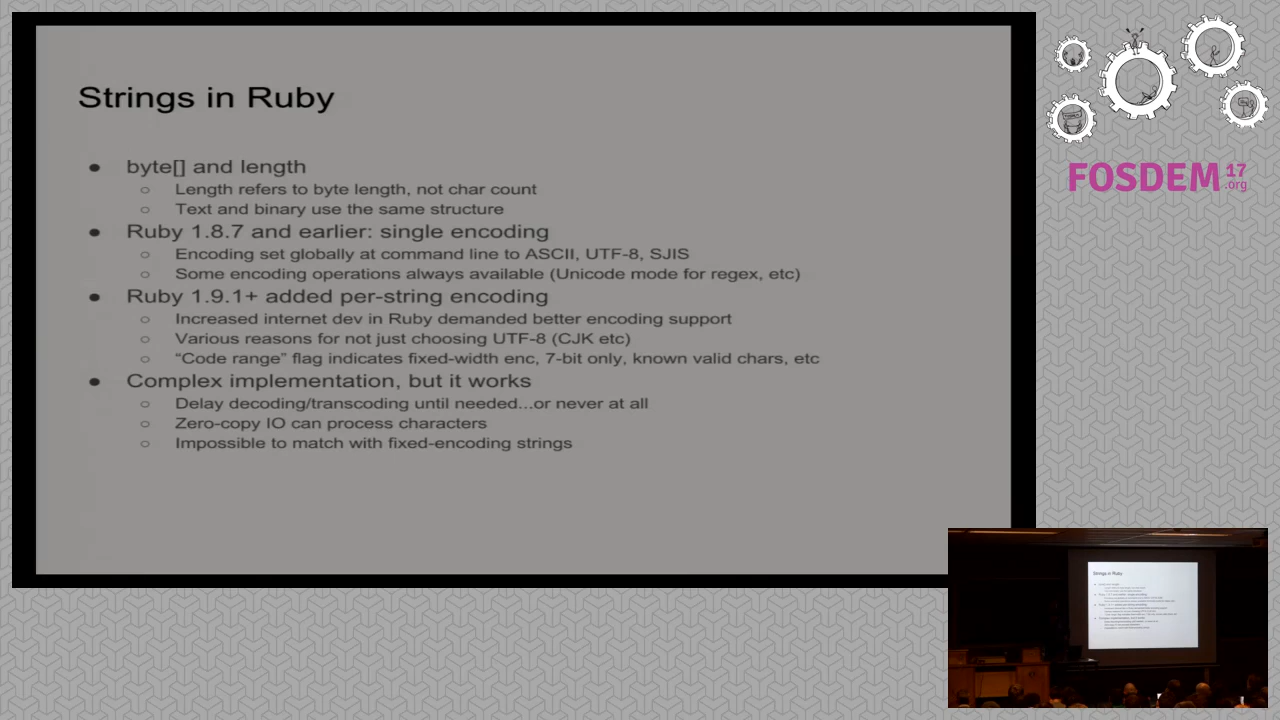 Strings in Ruby
● byte[] and length
○ Length refers to byte length, not char count
○ Text and binary use the same structure
● Ruby 1.8.7 and earlier: single encoding
○ Encoding set globally at command line to ASCII, UTF-8, SJIS
○ Some encoding operations always available (Unicode mode for regex, etc)
● Ruby 1.9.1+ added per-string encoding
○ Increased internet dev in Ruby demanded better encoding support
○ Various reasons for not just choosing UTF-8 (CJK etc)
○ “Code range” flag indicates fixed-width enc, 7-bit only, known valid chars, etc
● Complex implementation, but it works
○ Delay decoding/transcoding until needed...or never at all
○ Zero-copy IO can process characters
○ Impossible to match with fixed-encoding strings
FOSDEM 17
.org
Strings in Ruby